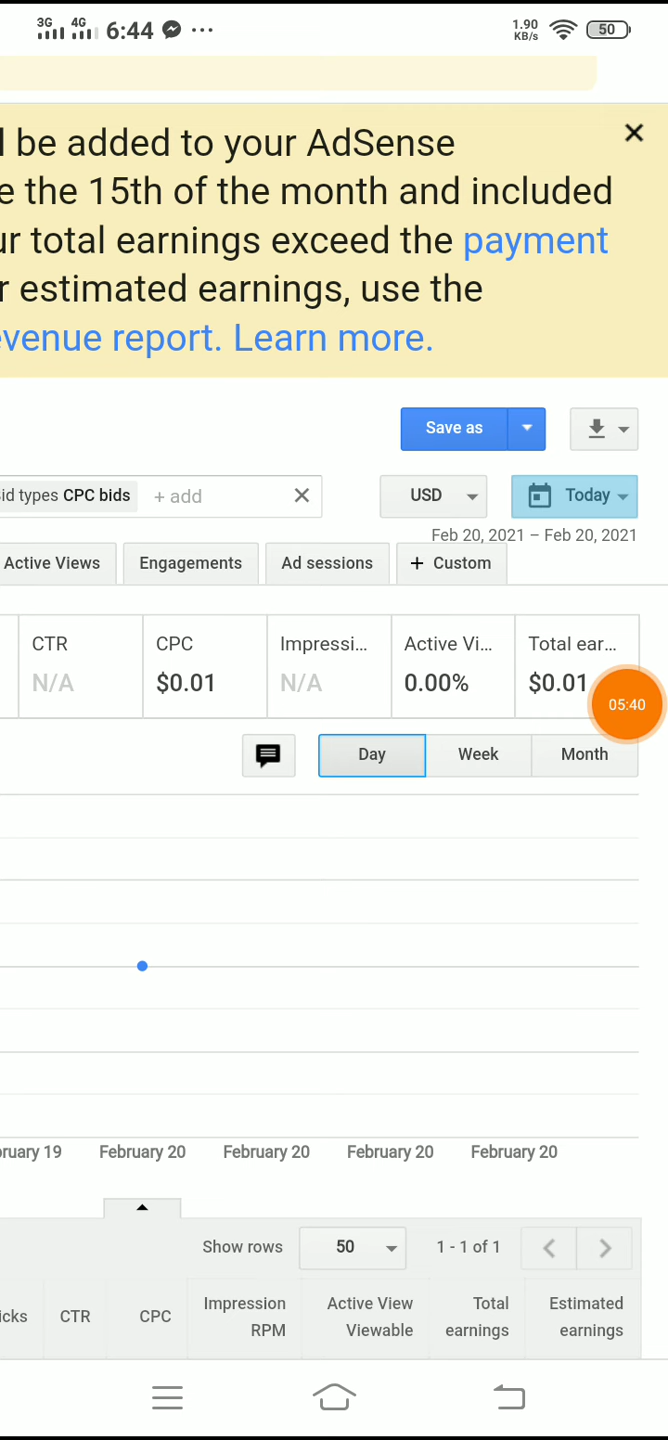 3G 4G 6:44 ... 1.90 KB/s 50
l be added to your AdSense
e the 15th of the month and included
ur total earnings exceed the payment
r estimated earnings, use the
evenue report. Learn more.
Save as
id types CPC bids + add USD Today
Feb 20, 2021 – Feb 20, 2021
Active Views Engagements Ad sessions + Custom
CTR CPC Impressi... Active Vi... Total ear...
N/A $0.01 N/A 0.00% $0.01
05:40
Day Week Month
ruary 19 February 20 February 20 February 20 February 20
Show rows 50 1 - 1 of 1
icks CTR CPC Impression RPM Active View Viewable Total earnings Estimated earnings